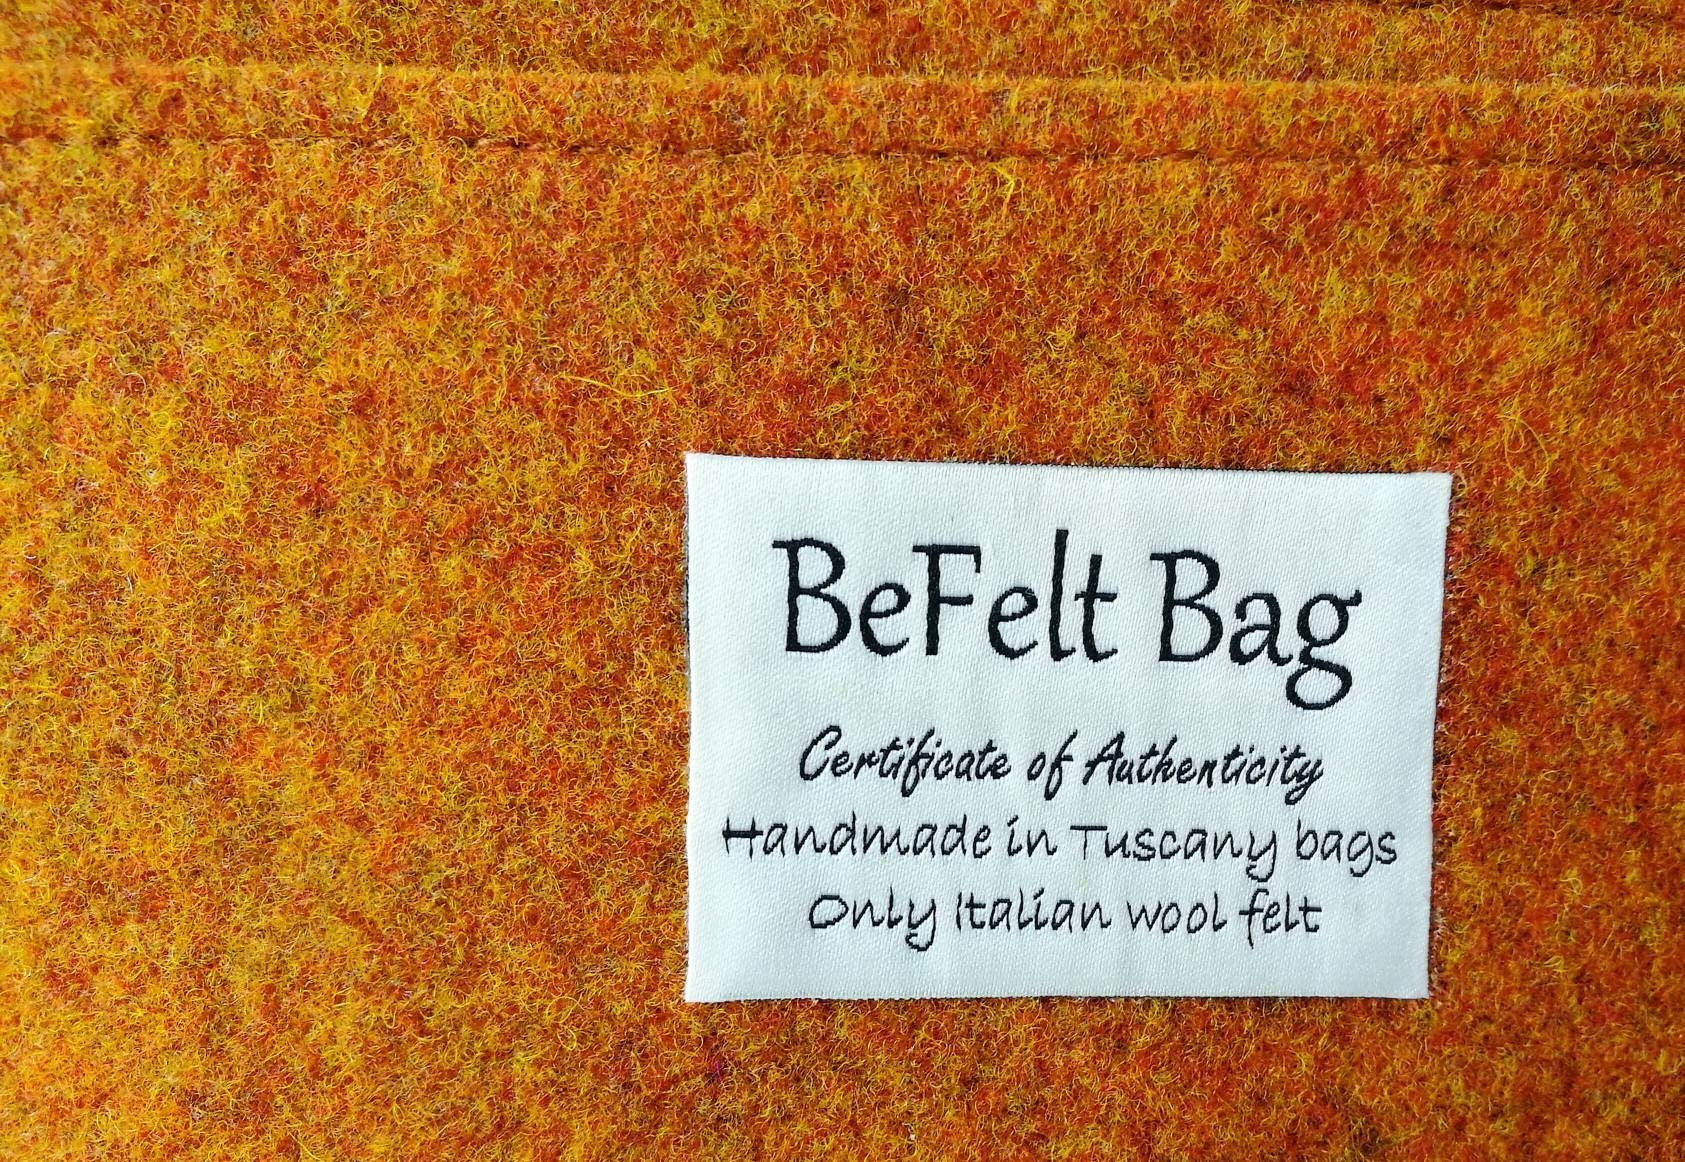 BeFelt Bag
Certificate of Authenticity
Handmade in Tuscany bags
Only Italian wool felt